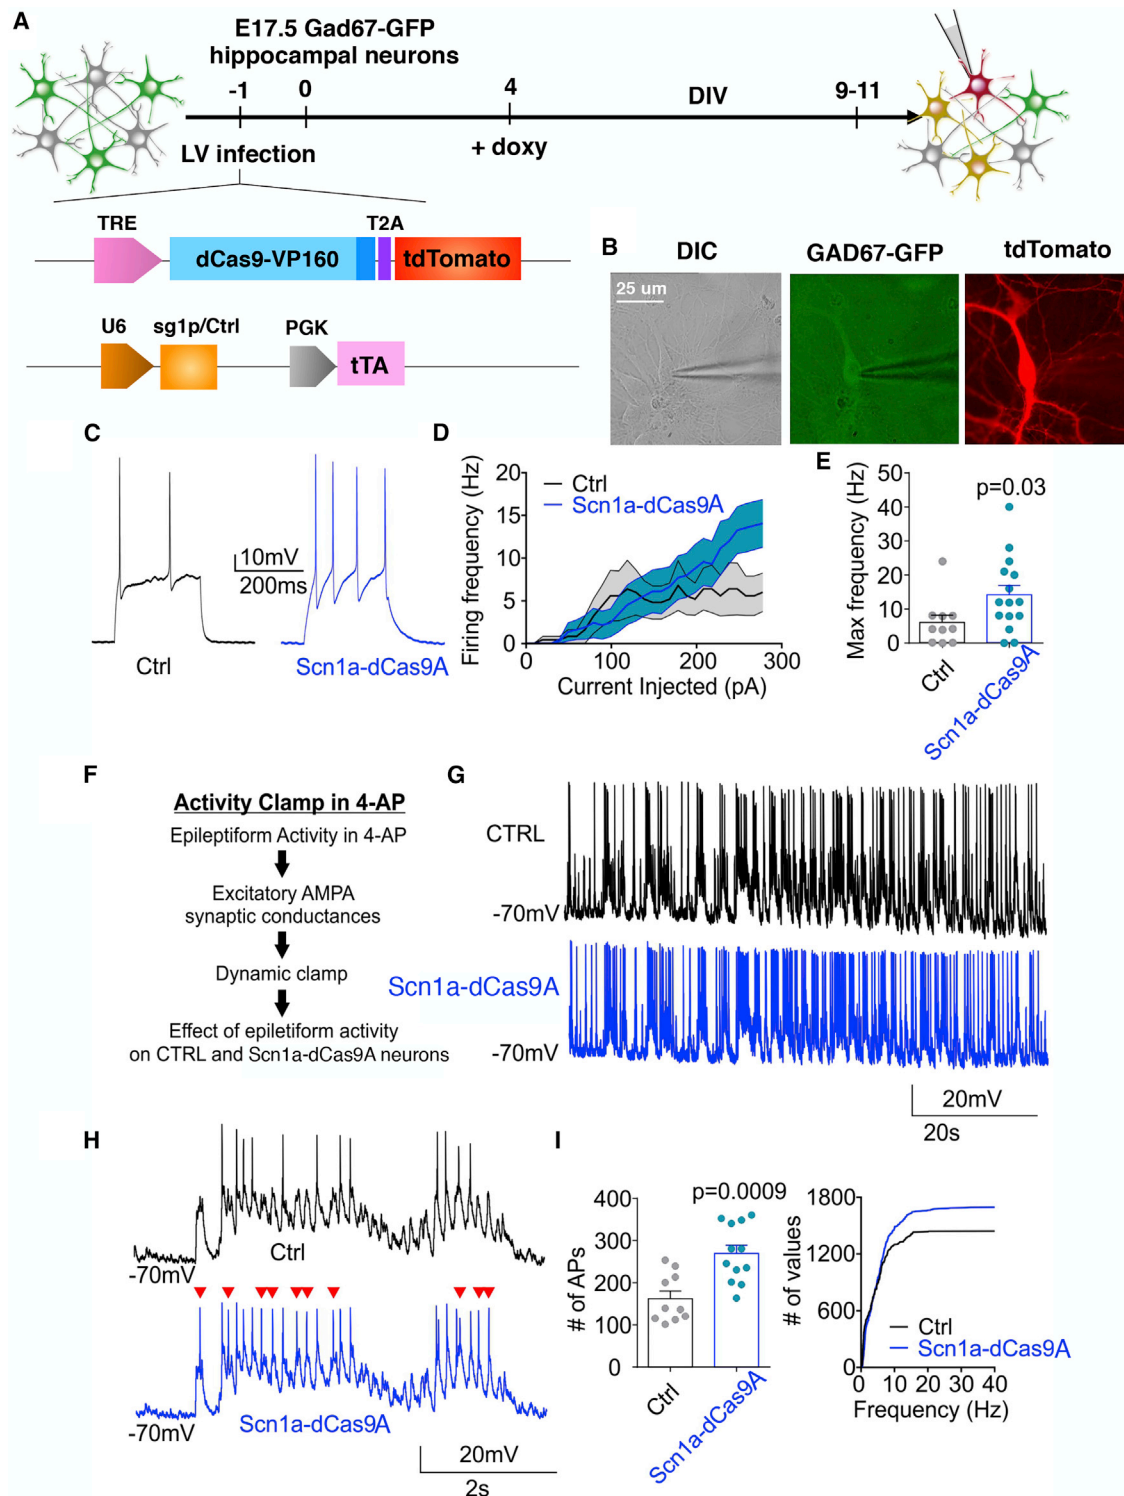 A
E17.5 Gad67-GFP
hippocampal neurons
-1 0 4 DIV 9-11
LV infection + doxy
TRE T2A
dCas9-VP160 tdTomato
U6 sg1p/Ctrl PGK
tTA
B DIC GAD67-GFP tdTomato
25 um
C
10mV
200ms
Ctrl Scn1a-dCas9A
D
Firing frequency (Hz)
20
15
10
5
0
Ctrl
Scn1a-dCas9A
0 100 200 300
Current Injected (pA)
E
Max frequency (Hz)
50
40
30
20
10
0
p=0.03
Ctrl
Scn1a-dCas9A
F
Activity Clamp in 4-AP
Epileptiform Activity in 4-AP
Excitatory AMPA
synaptic conductances
Dynamic clamp
Effect of epiletiform activity
on CTRL and Scn1a-dCas9A neurons
G
CTRL
-70mV
Scn1a-dCas9A
-70mV
20mV
20s
H
Ctrl
-70mV
-70mV
Scn1a-dCas9A
20mV
2s
I
# of APs
400
300
200
100
0
p=0.0009
Ctrl
Scn1a-dCas9A
# of values
1800
1200
600
0
Ctrl
Scn1a-dCas9A
0 10 20 30 40
Frequency (Hz)